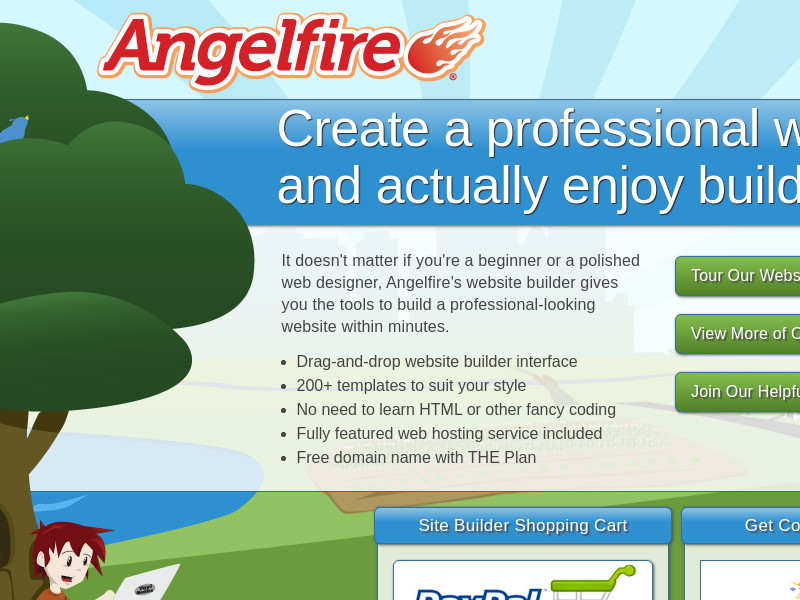 Angelfire®
Create a professional w
and actually enjoy build
It doesn't matter if you're a beginner or a polished
web designer, Angelfire's website builder gives
you the tools to build a professional-looking
website within minutes.
Tour Our Webs
View More of O
Join Our Helpfu
• Drag-and-drop website builder interface
• 200+ templates to suit your style
• No need to learn HTML or other fancy coding
• Fully featured web hosting service included
• Free domain name with THE Plan
Site Builder Shopping Cart
Get Co
PayPal